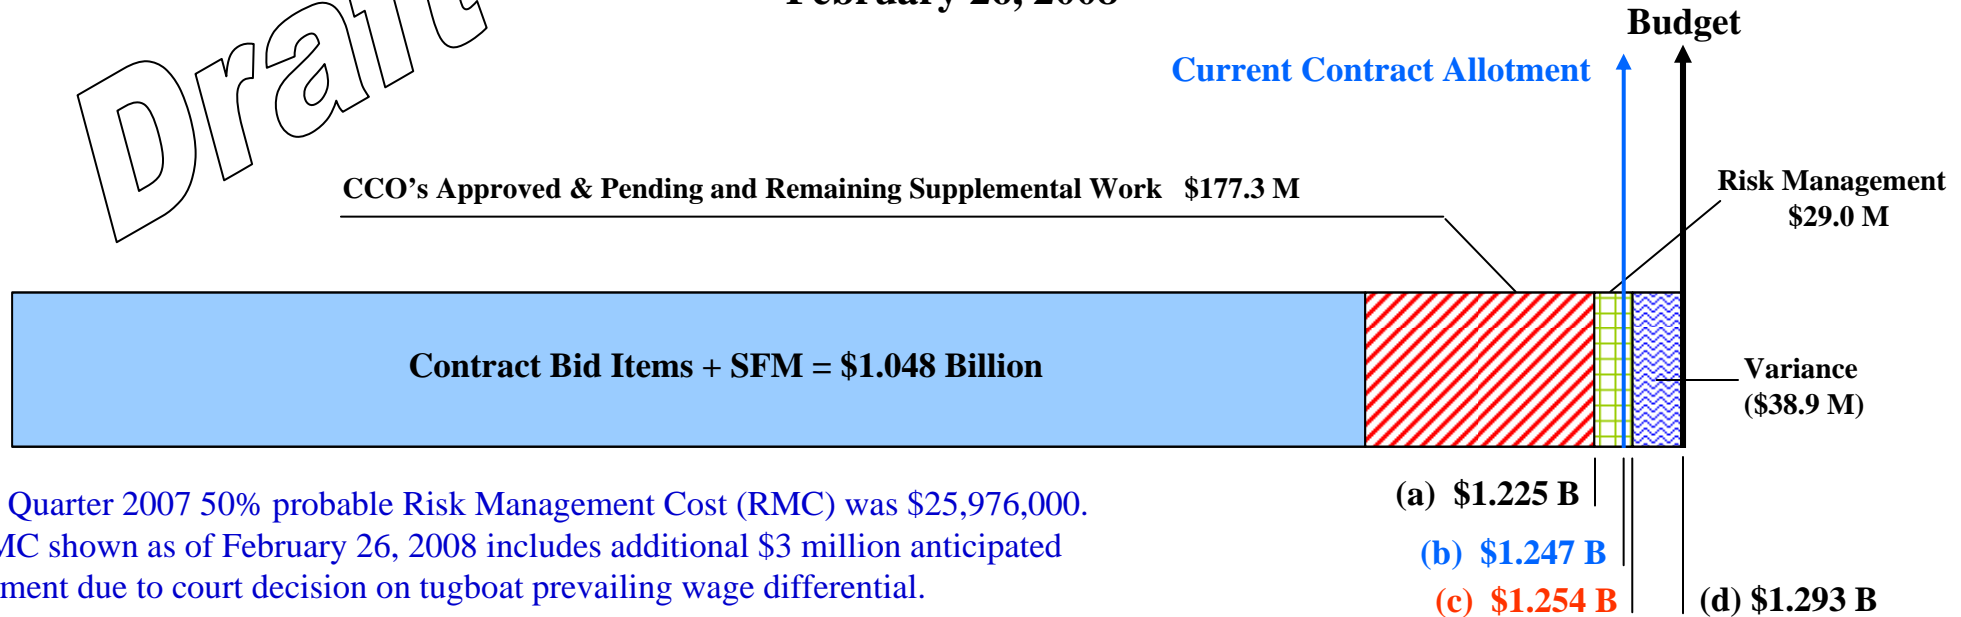 February 26, 2008
Draft
Budget
Current Contract Allotment
CCO's Approved & Pending and Remaining Supplemental Work $177.3 M
Risk Management
$29.0 M
Contract Bid Items + SFM = $1.048 Billion
Variance
($38.9 M)
Quarter 2007 50% probable Risk Management Cost (RMC) was $25,976,000.
MC shown as of February 26, 2008 includes additional $3 million anticipated
ment due to court decision on tugboat prevailing wage differential.
(a) $1.225 B
(b) $1.247 B
(c) $1.254 B
(d) $1.293 B